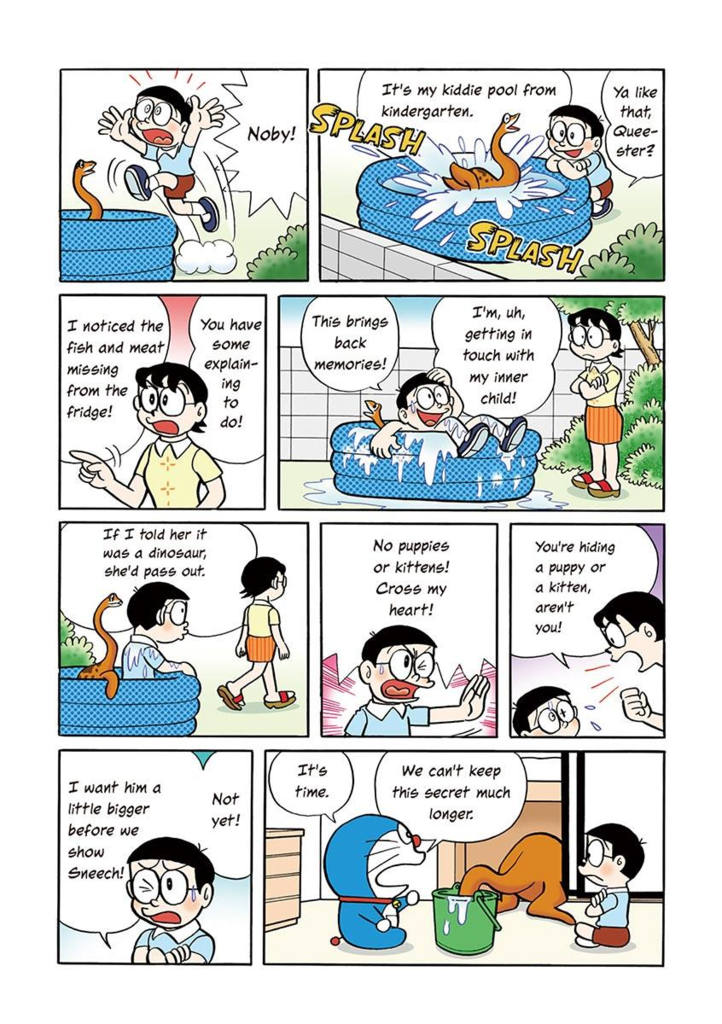 Ya like
that,
Quee-
ster?
It's my kiddie pool from
kindergarten.
SPLASH
SPLASH
Noby!
I'm, uh,
getting in
touch with
my inner
child!
This brings
back
memories!
You have
some
explain-
ing
to
do!
I noticed the
fish and meat
missing
from the
fridge!
You're hiding
a puppy or
a kitten,
aren't
you!
No puppies
or kittens!
Cross my
heart!
If I told her it
was a dinosaur,
she'd pass out.
We can't keep
this secret much
longer.
It's
time.
Not
yet!
I want him a
little bigger
before we
show
Sneech!